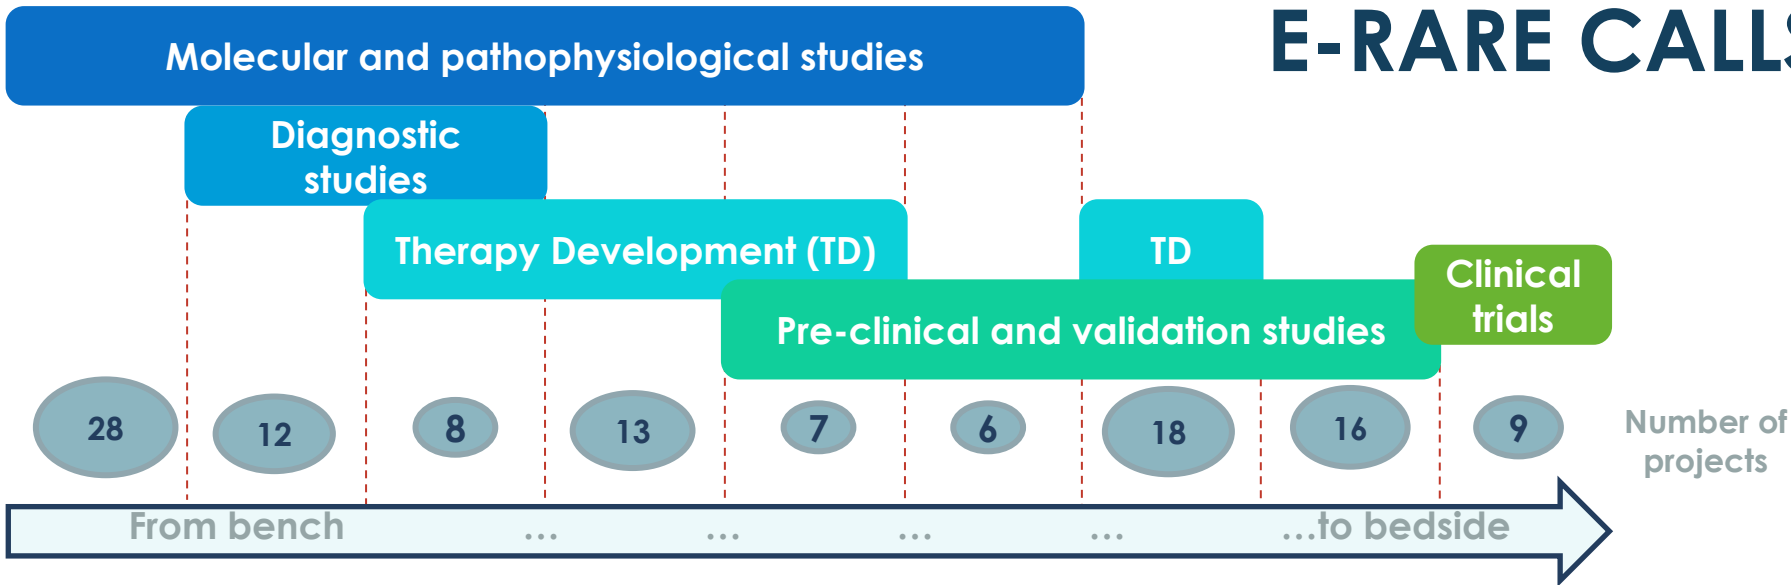 E-RARE CALLS
Molecular and pathophysiological studies
Diagnostic
studies
Therapy Development (TD)
TD
Clinical
trials
Pre-clinical and validation studies
28
12
8
13
7
6
18
16
9
Number of
projects
From bench
...
...
...
...
...to bedside